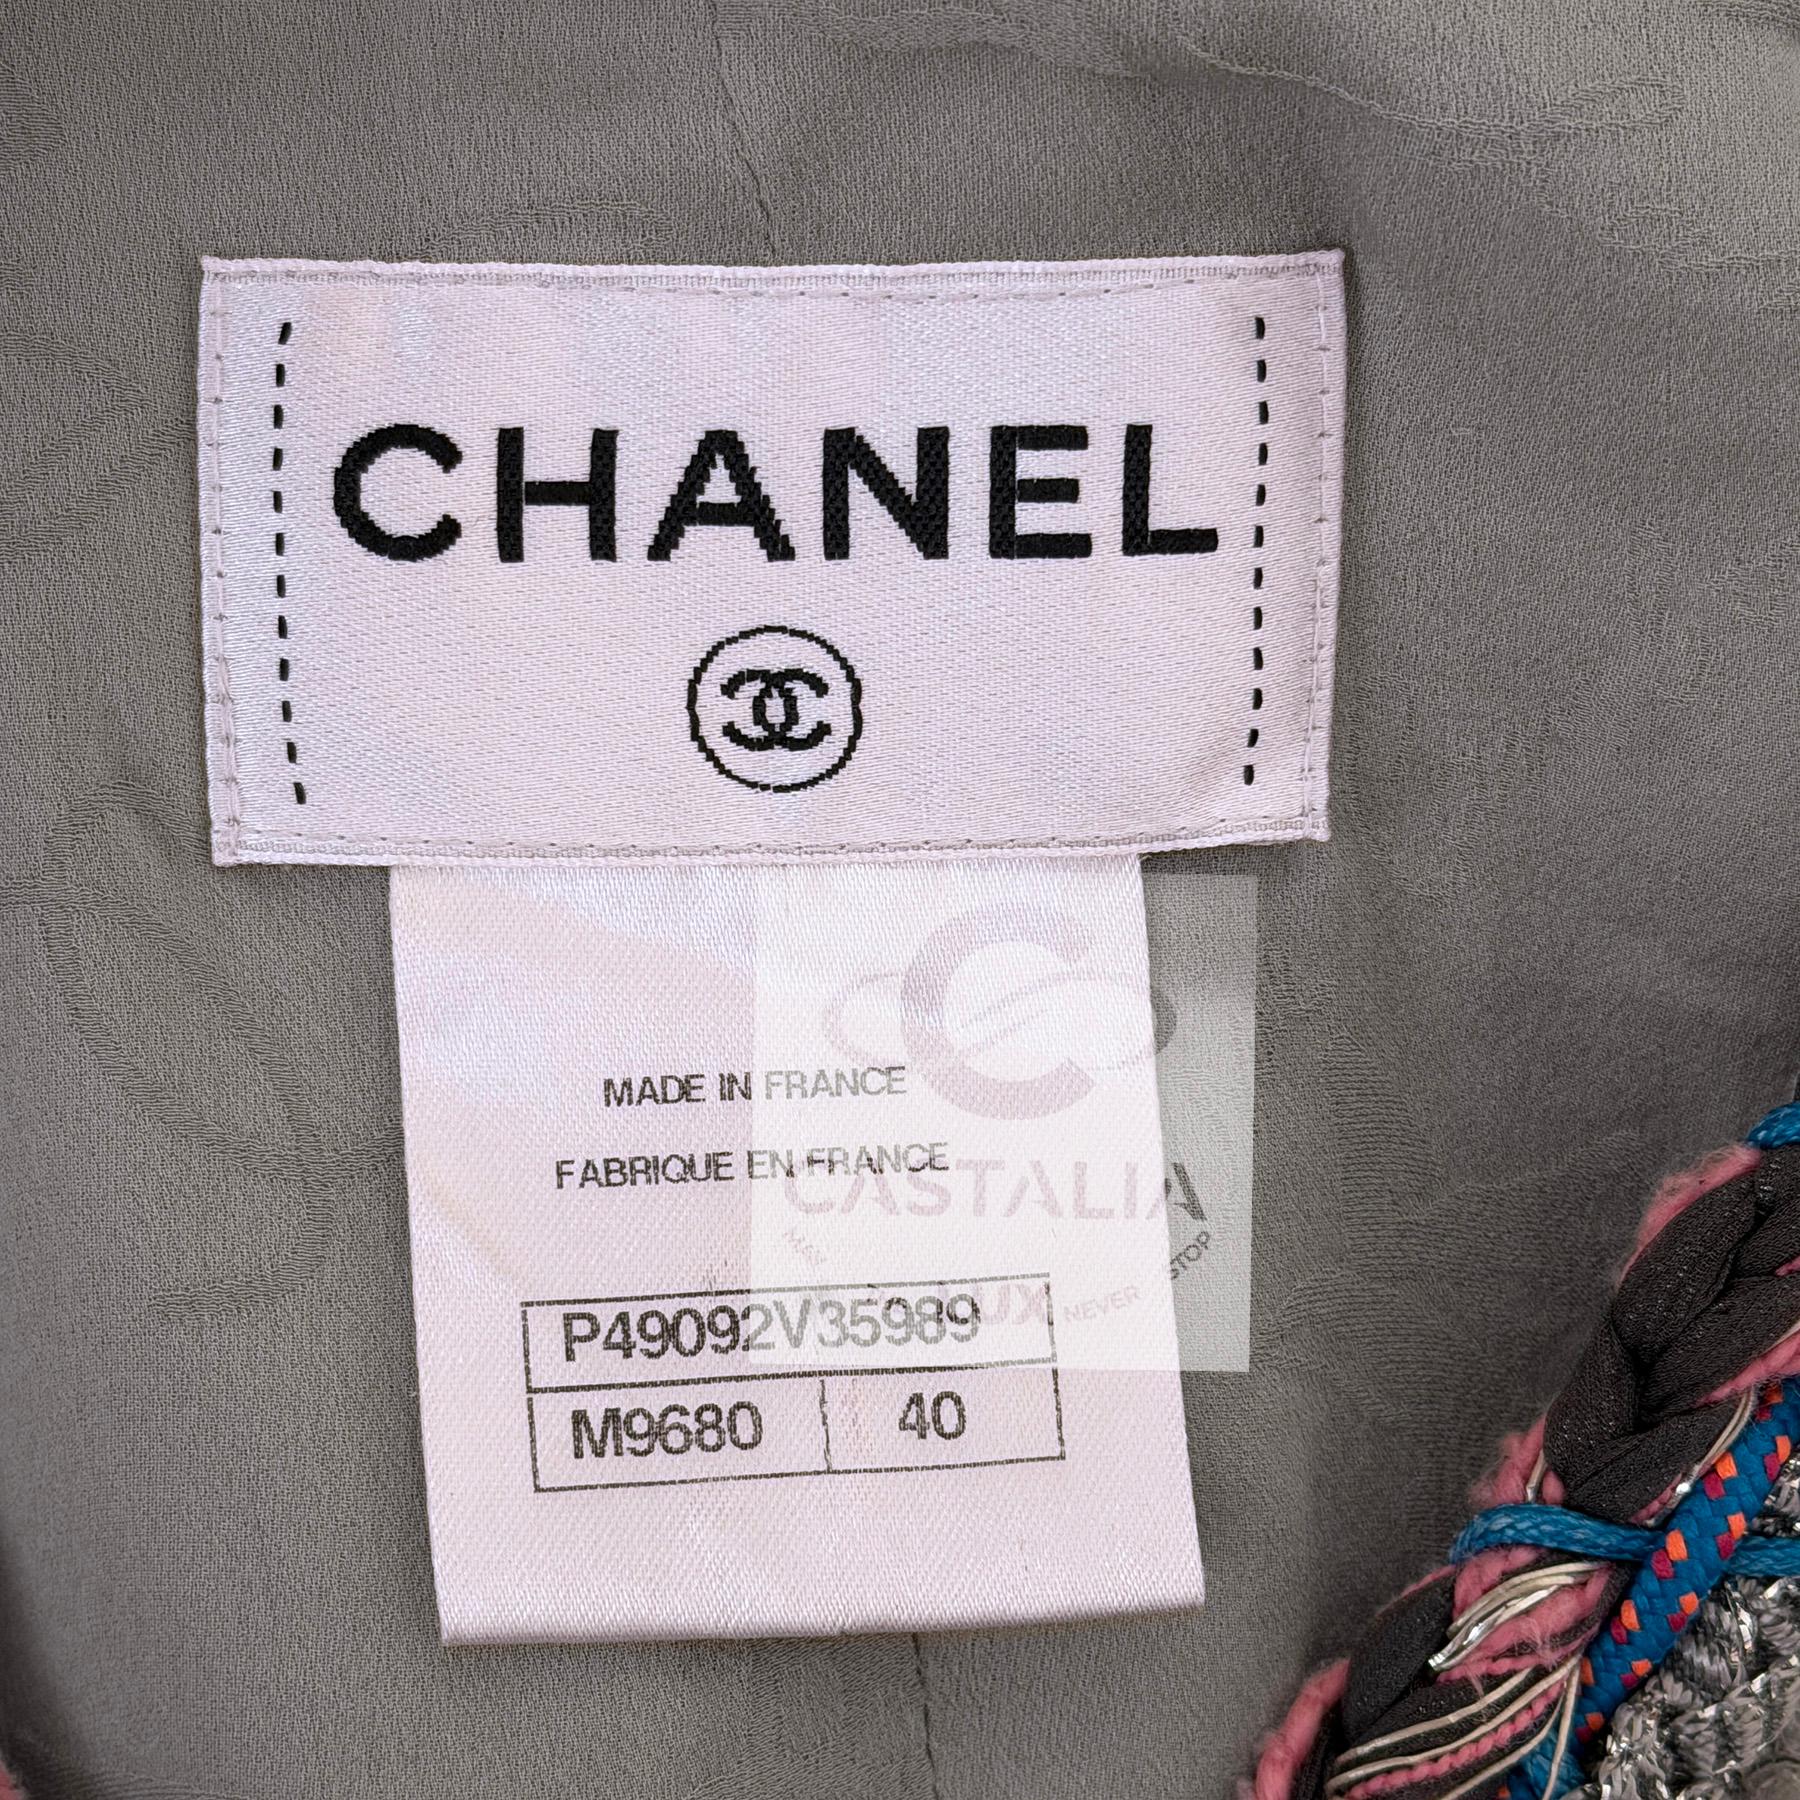 CHANEL
MADE IN FRANCE
FABRIQUE EN FRANCE
CASTALIA
STOP
NEVER
P49092V35989
M9680 40